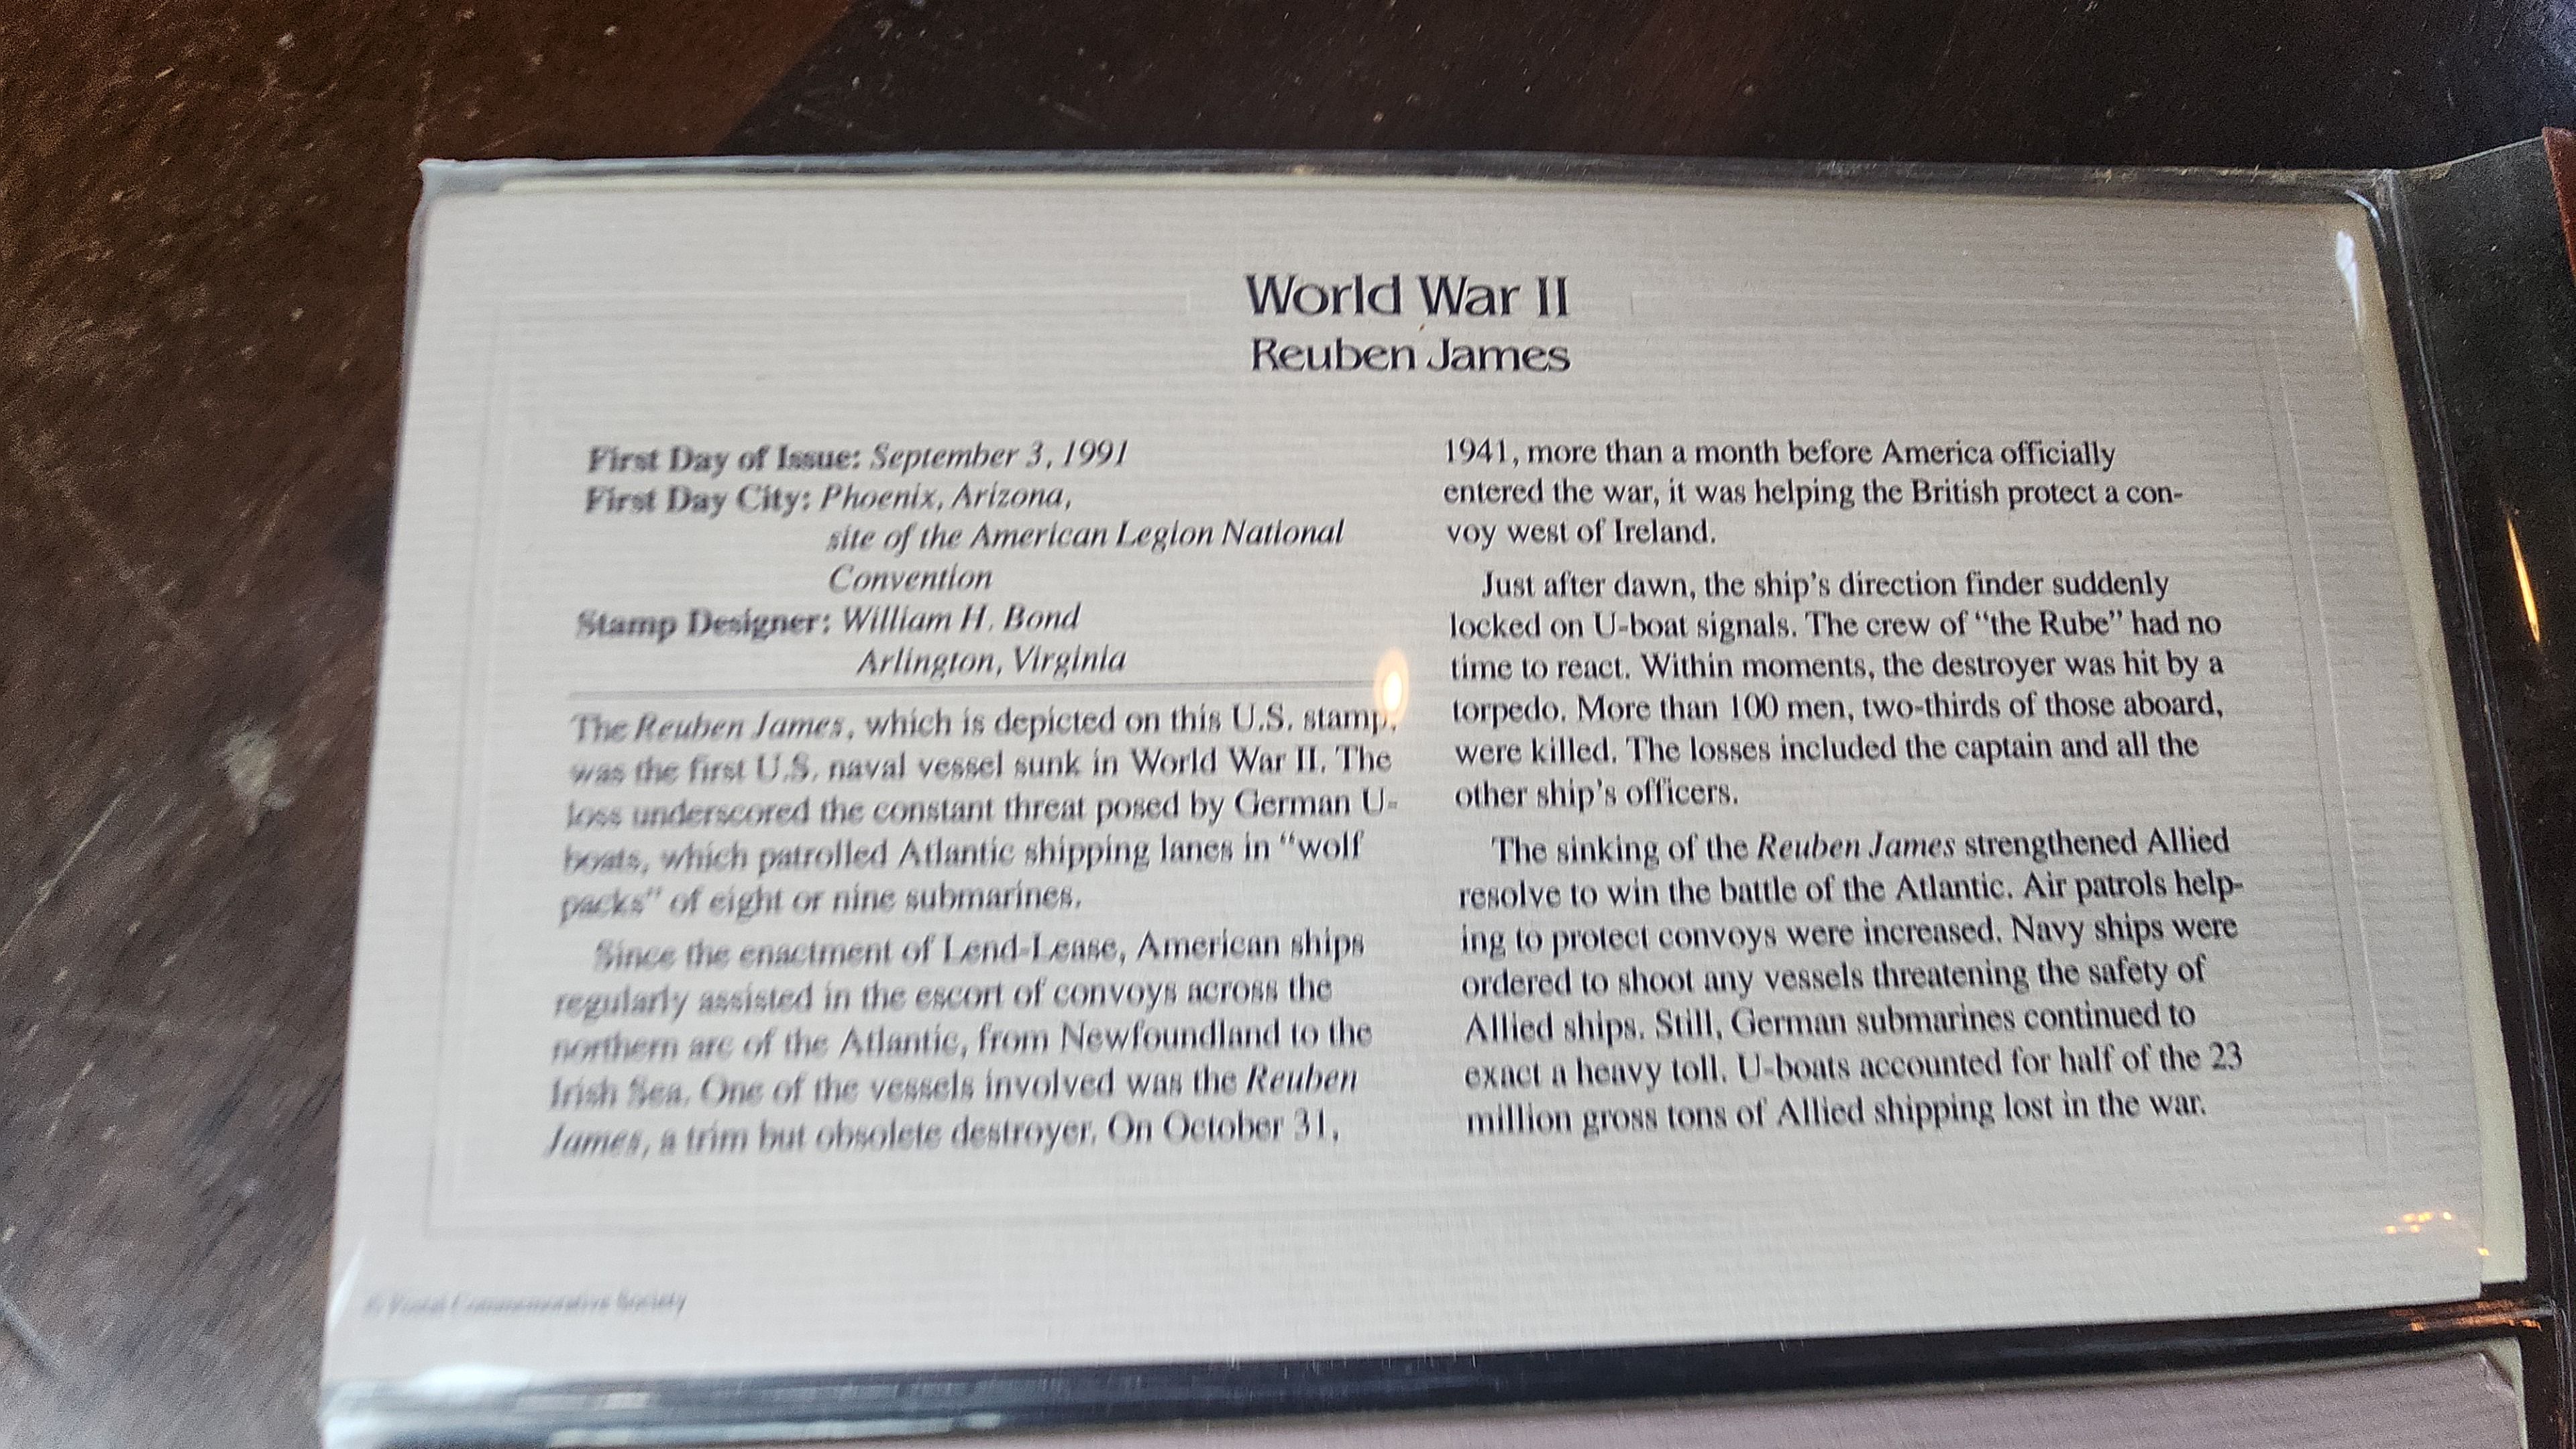 World War II
Reuben James
First Day of Issue: September 3, 1991
First Day City: Phoenix, Arizona,
site of the American Legion National
Convention
Stamp Designer: William H. Bond
Arlington, Virginia
The Reuben James, which is depicted on this U.S. stamp,
was the first U.S. naval vessel sunk in World War II. The
loss underscored the constant threat posed by German U-
boats, which patrolled Atlantic shipping lanes in “wolf
packs” of eight or nine submarines.
Since the enactment of Lend-Lease, American ships
regularly assisted in the escort of convoys across the
northern arc of the Atlantic, from Newfoundland to the
Irish Sea. One of the vessels involved was the Reuben
James, a trim but obsolete destroyer. On October 31,
1941, more than a month before America officially
entered the war, it was helping the British protect a con-
voy west of Ireland.
Just after dawn, the ship’s direction finder suddenly
locked on U-boat signals. The crew of “the Rube” had no
time to react. Within moments, the destroyer was hit by a
torpedo. More than 100 men, two-thirds of those aboard,
were killed. The losses included the captain and all the
other ship’s officers.
The sinking of the Reuben James strengthened Allied
resolve to win the battle of the Atlantic. Air patrols help-
ing to protect convoys were increased. Navy ships were
ordered to shoot any vessels threatening the safety of
Allied ships. Still, German submarines continued to
exact a heavy toll. U-boats accounted for half of the 23
million gross tons of Allied shipping lost in the war.
© Postal Commemorative Society